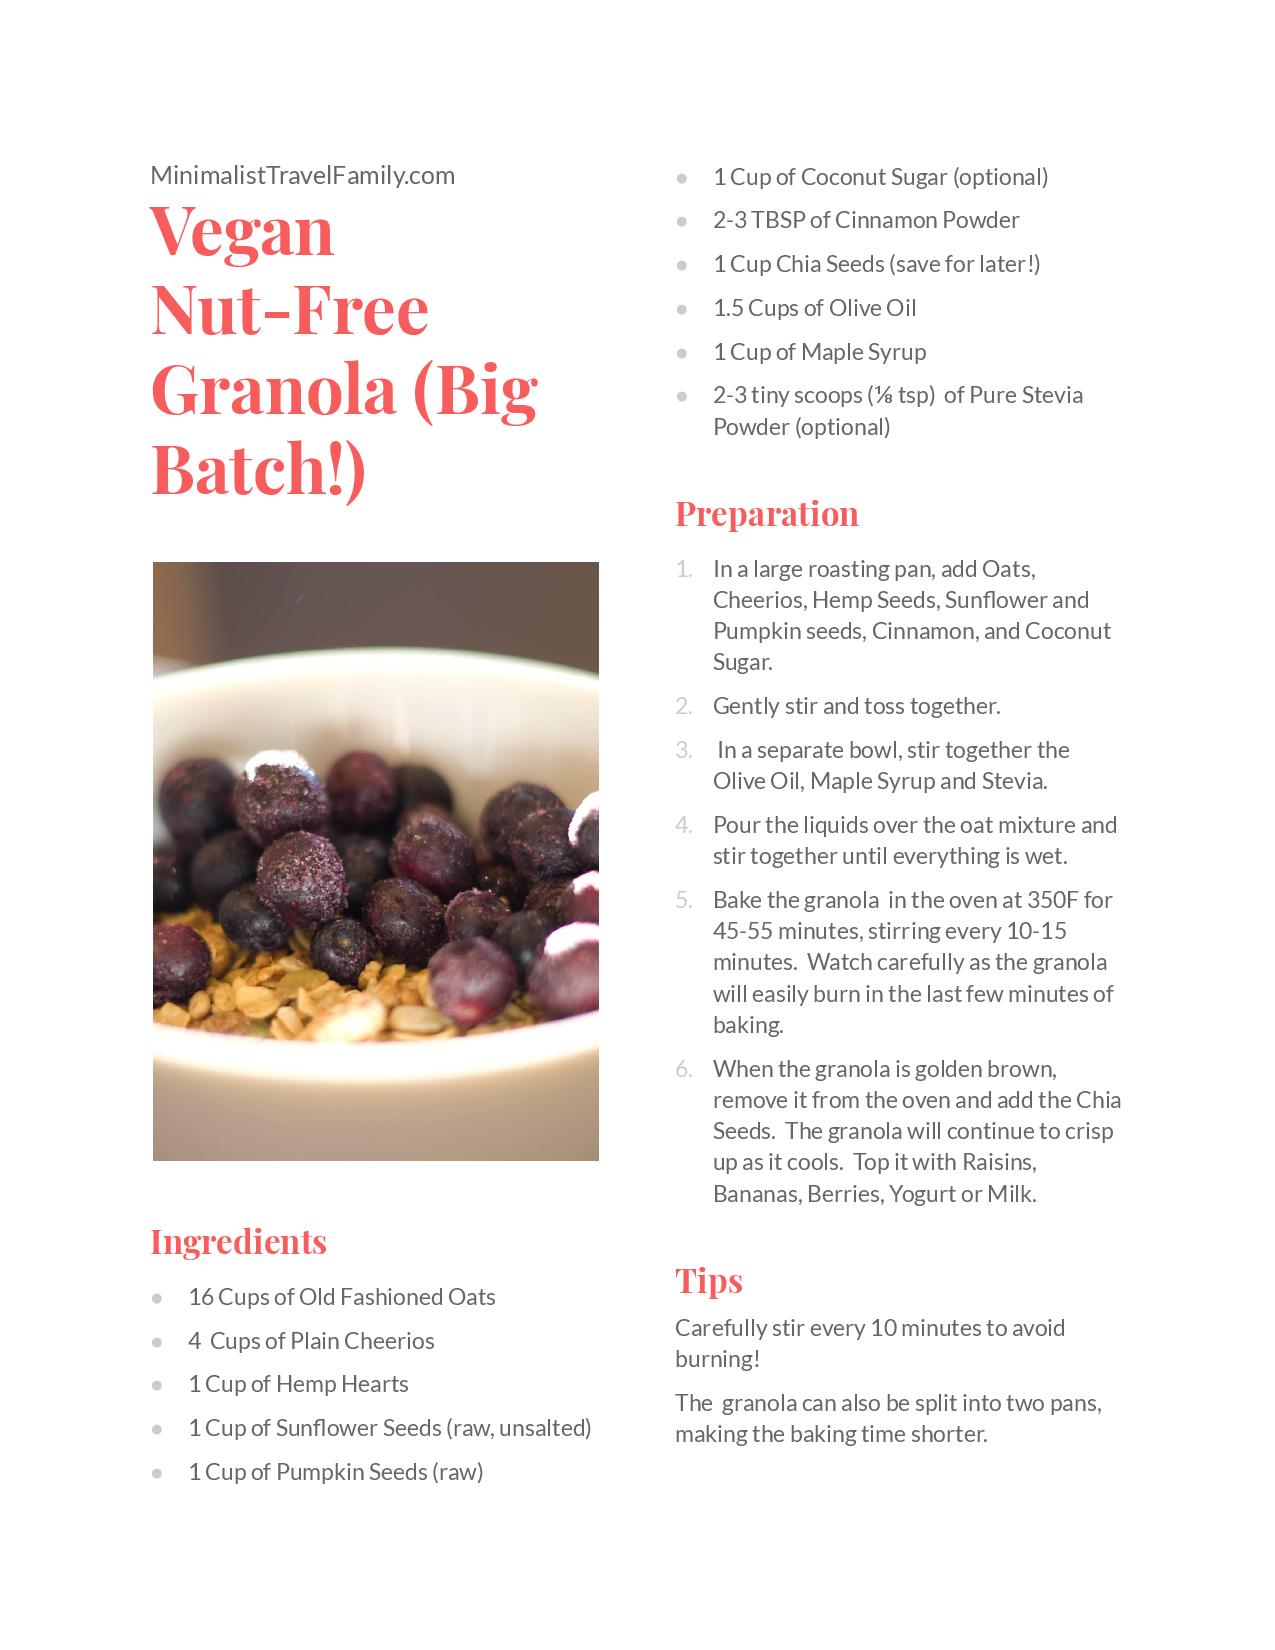 MinimalistTravelFamily.com
Vegan
Nut-Free
Granola (Big
Batch!)
Ingredients
● 16 Cups of Old Fashioned Oats
● 4 Cups of Plain Cheerios
● 1 Cup of Hemp Hearts
● 1 Cup of Sunflower Seeds (raw, unsalted)
● 1 Cup of Pumpkin Seeds (raw)
● 1 Cup of Coconut Sugar (optional)
● 2-3 TBSP of Cinnamon Powder
● 1 Cup Chia Seeds (save for later!)
● 1.5 Cups of Olive Oil
● 1 Cup of Maple Syrup
● 2-3 tiny scoops (⅛ tsp) of Pure Stevia
Powder (optional)
Preparation
1. In a large roasting pan, add Oats,
Cheerios, Hemp Seeds, Sunflower and
Pumpkin seeds, Cinnamon, and Coconut
Sugar.
2. Gently stir and toss together.
3. In a separate bowl, stir together the
Olive Oil, Maple Syrup and Stevia.
4. Pour the liquids over the oat mixture and
stir together until everything is wet.
5. Bake the granola in the oven at 350F for
45-55 minutes, stirring every 10-15
minutes. Watch carefully as the granola
will easily burn in the last few minutes of
baking.
6. When the granola is golden brown,
remove it from the oven and add the Chia
Seeds. The granola will continue to crisp
up as it cools. Top it with Raisins,
Bananas, Berries, Yogurt or Milk.
Tips
Carefully stir every 10 minutes to avoid
burning!
The granola can also be split into two pans,
making the baking time shorter.